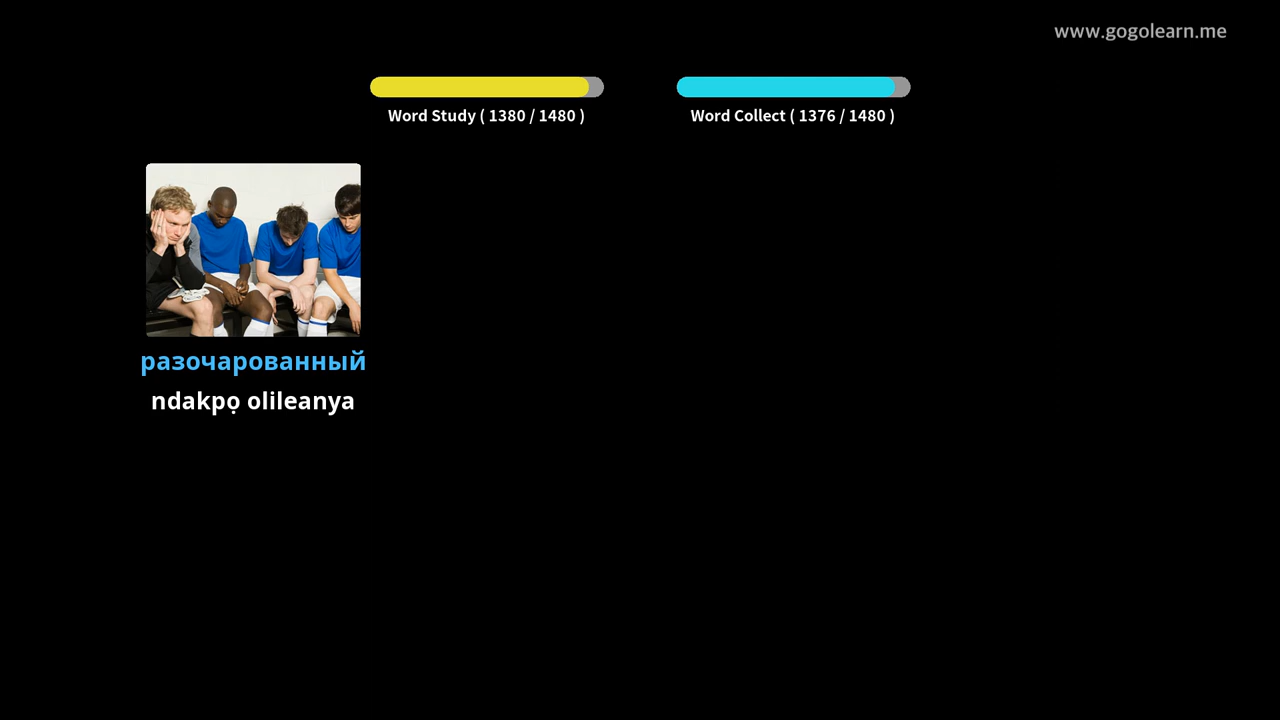 www.gogolearn.me
Word Study ( 1380 / 1480 )
Word Collect ( 1376 / 1480 )
разочарованный
ndakpọ olileanya